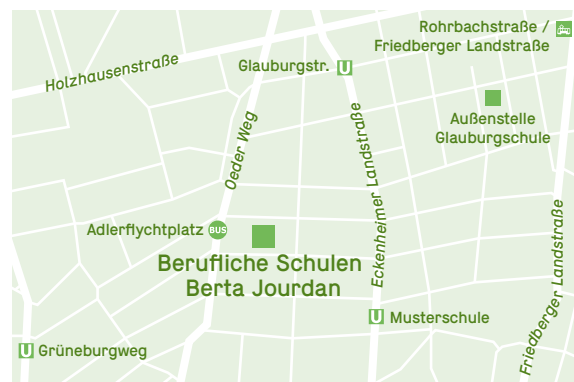 Rohrbachstraße /
Friedberger Landstraße
Holzhausenstraße
Glauburgstr. U
Außenstelle
Glauburgschule
Oeder Weg
Eckenheimer Landstraße
Adlerflychtplatz BUS
Berufliche Schulen
Berta Jourdan
Friedberger Landstraße
U Musterschule
U Grüneburgweg